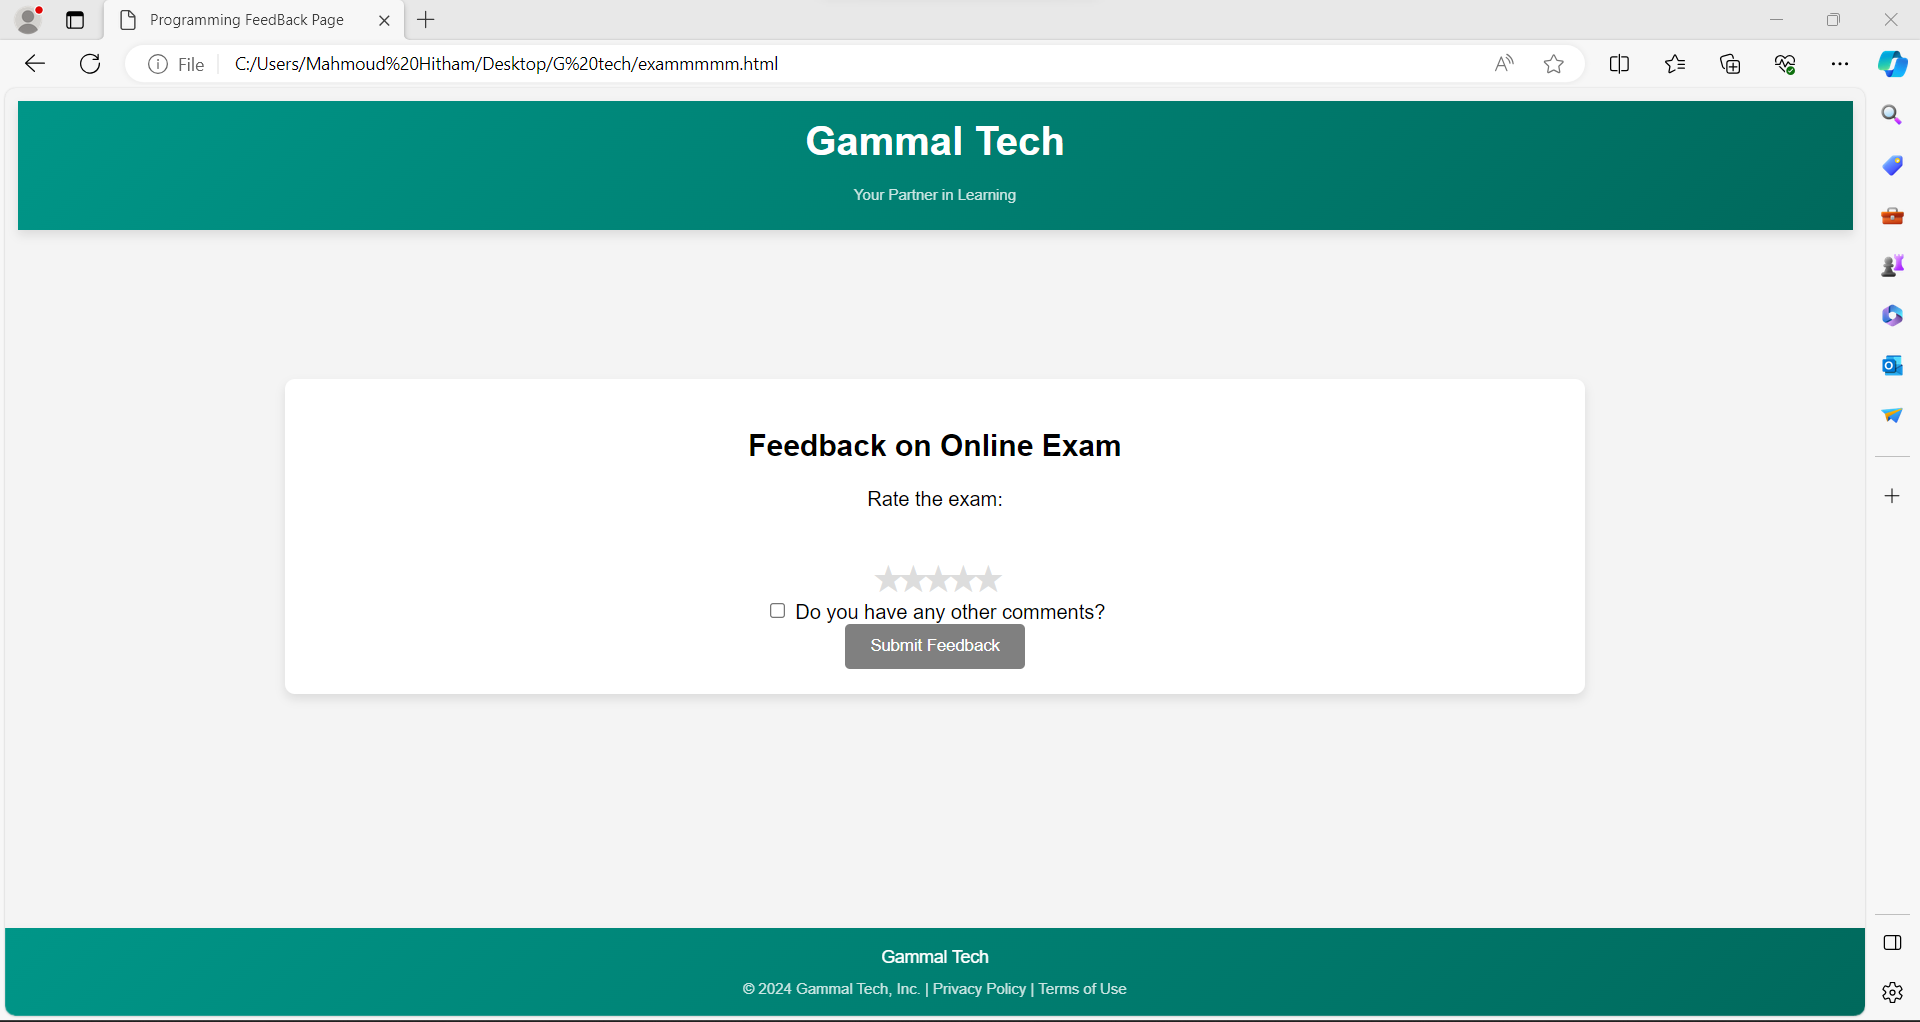 Programming FeedBack Page
File
C:/Users/Mahmoud%20Hitham/Desktop/G%20tech/exammmmm.html
Gammal Tech
Your Partner in Learning
Feedback on Online Exam
Rate the exam:
Do you have any other comments?
Submit Feedback
Gammal Tech
© 2024 Gammal Tech, Inc. | Privacy Policy | Terms of Use